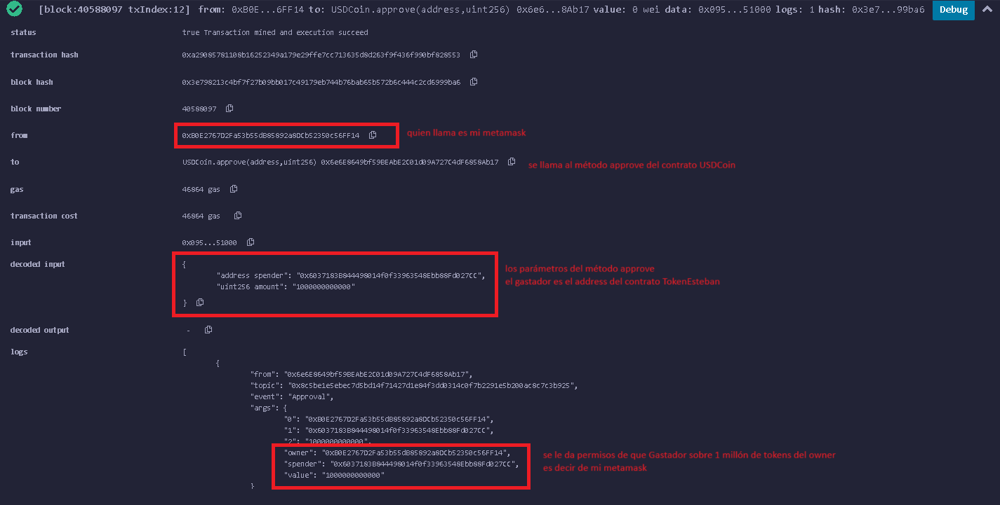 [block:40588097 txIndex:12] from: 0xB0E...6FF14 to: USDCoin.approve(address,uint256) 0x6e6...8Ab17 value: 0 wei data: 0x095...51000 logs: 1 hash: 0x3e7...99ba6 Debug
status true Transaction mined and execution succeed
transaction hash 0xa29085781108b16252349a179e29ffe7cc713635d8d263f9f436f990bf828553
block hash 0x3e798213c4bf7f27b09bb017c49179eb744b76bab65b572b6c444c2cd6999ba6
block number 40588097
from 0xB0E2767D2Fa53b55dB85892a8DCb52350c56FF14 quien llama es mi metamask
to USDCoin.approve(address,uint256) 0x6e6E8649bf59BEAbE2C01d09A727C4dF6858Ab17 se llama al método approve del contrato USDCoin
gas 46864 gas
transaction cost 46864 gas
input 0x095...51000
decoded input {
"address spender": "0x6037183B844498014f0f33963548Ebb88Fd027CC", los parámetros del método approve
"uint256 amount": "1000000000000" el gastador es el address del contrato TokenEsteban
}
decoded output -
logs [
{
"from": "0x6e6E8649bf59BEAbE2C01d09A727C4dF6858Ab17",
"topic": "0x8c5be1e5ebec7d5bd14f71427d1e84f3dd0314c0f7b2291e5b200ac8c7c3b925",
"event": "Approval",
"args": {
"0": "0xB0E2767D2Fa53b55dB85892a8DCb52350c56FF14",
"1": "0x6037183B844498014f0f33963548Ebb88Fd027CC",
"2": "1000000000000",
"owner": "0xB0E2767D2Fa53b55dB85892a8DCb52350c56FF14", se le da permisos de que Gastador sobre 1 millón de tokens del owner
"spender": "0x6037183B844498014f0f33963548Ebb88Fd027CC", es decir de mi metamask
"value": "1000000000000"
}